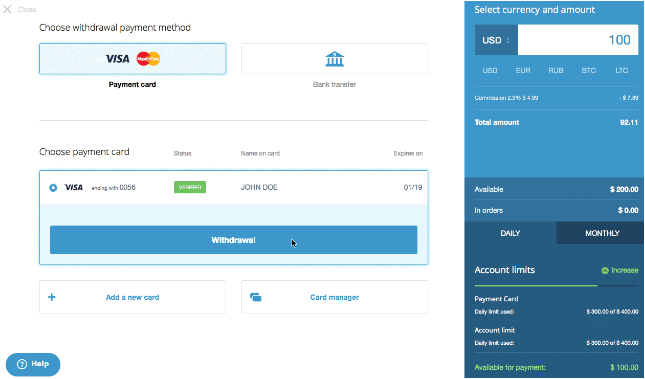 Close
Choose withdrawal payment method
VISA MasterCard
Payment card
Bank transfer
Choose payment card Status Name on card Expires on
VISA ending with 0056 VERIFIED JOHN DOE 01/19
Withdrawal
+ Add a new card
Card manager
? Help
Select currency and amount
USD 100
USD EUR RUB BTC LTC
Commission 2.9% $ 4.99 - $ 7.89
Total amount 92.11
Available $ 200.00
In orders $ 0.00
DAILY MONTHLY
Account limits Increase
Payment Card
Daily limit used: $ 300.00 of $ 400.00
Account limit
Daily limit used: $ 300.00 of $ 400.00
Available for payment: $ 100.00